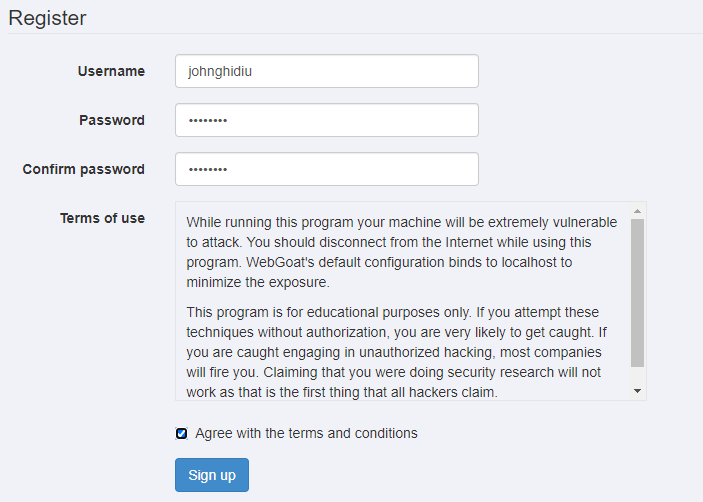 Register
Username johnghidiu
Password ••••••••
Confirm password ••••••••
Terms of use
While running this program your machine will be extremely vulnerable
to attack. You should disconnect from the Internet while using this
program. WebGoat's default configuration binds to localhost to
minimize the exposure.
This program is for educational purposes only. If you attempt these
techniques without authorization, you are very likely to get caught. If
you are caught engaging in unauthorized hacking, most companies
will fire you. Claiming that you were doing security research will not
work as that is the first thing that all hackers claim.
Agree with the terms and conditions
Sign up